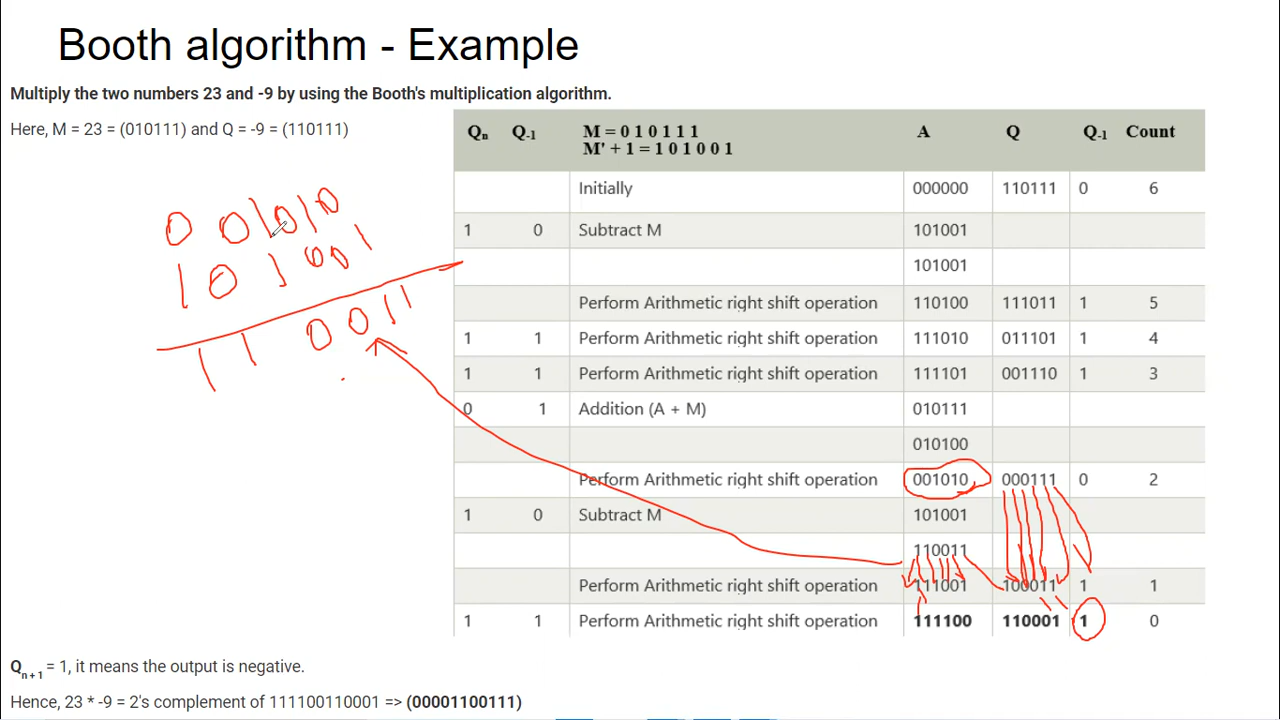 Booth algorithm - Example
Multiply the two numbers 23 and -9 by using the Booth's multiplication algorithm.
Here, M = 23 = (010111) and Q = -9 = (110111)
0 0 1 0 1 0
1 0 1 0 0 1
1 1 0 0 1 1
Qn Q-1 M = 0 1 0 1 1 1 A Q Q-1 Count
M' + 1 = 1 0 1 0 0 1
Initially 000000 110111 0 6
1 0 Subtract M 101001
101001
Perform Arithmetic right shift operation 110100 111011 1 5
1 1 Perform Arithmetic right shift operation 111010 011101 1 4
1 1 Perform Arithmetic right shift operation 111101 001110 1 3
0 1 Addition (A + M) 010111
010100
Perform Arithmetic right shift operation 001010 000111 0 2
1 0 Subtract M 101001
110011
Perform Arithmetic right shift operation 111001 100011 1 1
1 1 Perform Arithmetic right shift operation 111100 110001 1 0
Qn+1 = 1, it means the output is negative.
Hence, 23 * -9 = 2's complement of 111100110001 => (00001100111)